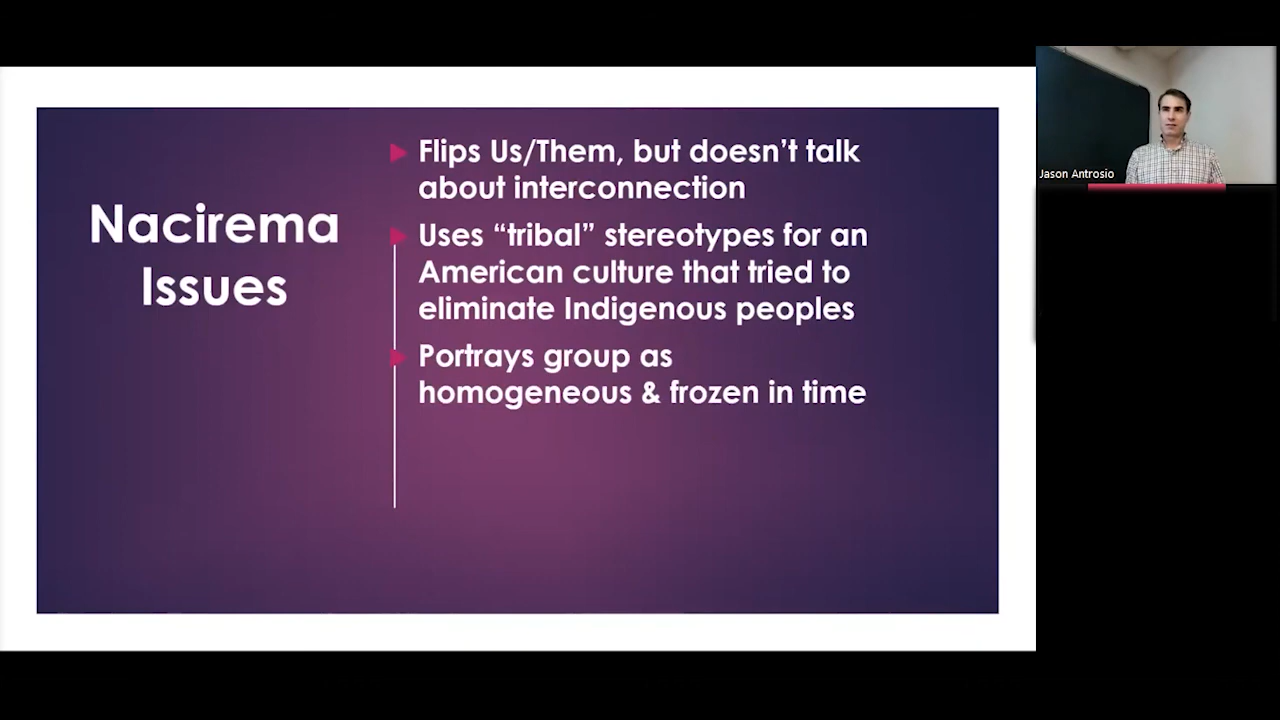 Nacirema
Issues
Flips Us/Them, but doesn’t talk
about interconnection
Uses “tribal” stereotypes for an
American culture that tried to
eliminate Indigenous peoples
Portrays group as
homogeneous & frozen in time
Jason Antrosio